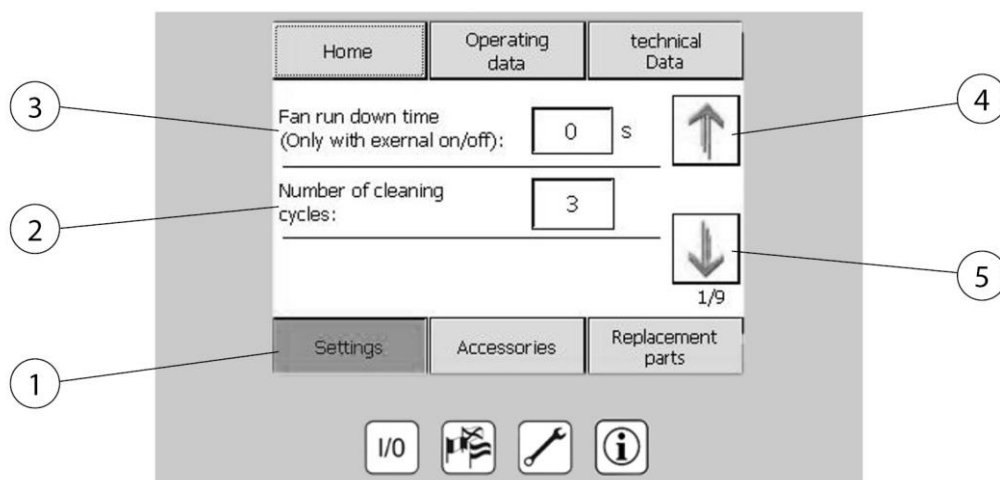 Home
Operating
data
technical
Data
3
Fan run down time
(Only with exernal on/off):
0
s
4
2
Number of cleaning
cycles:
3
5
1/9
1
Settings
Accessories
Replacement
parts
I/0
i